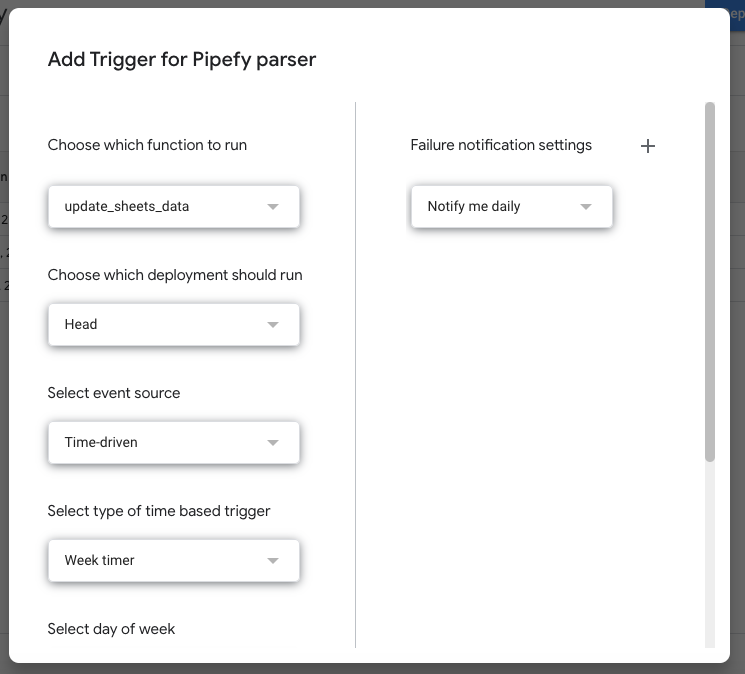 Add Trigger for Pipefy parser
Choose which function to run
update_sheets_data
Choose which deployment should run
Head
Select event source
Time-driven
Select type of time based trigger
Week timer
Select day of week
Failure notification settings
Notify me daily